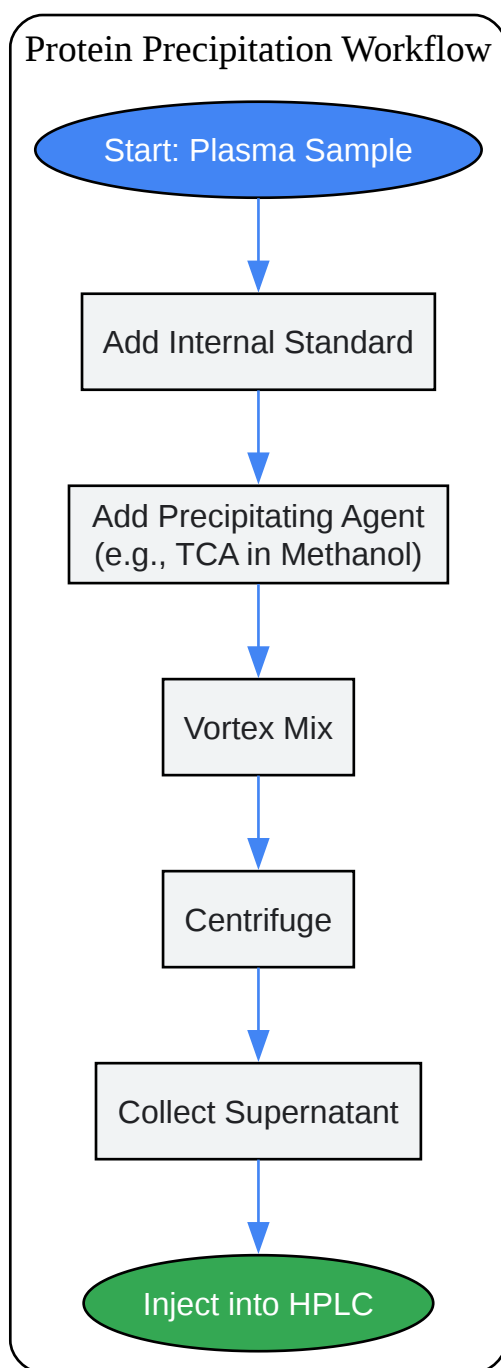 Protein Precipitation Workflow
Start: Plasma Sample
Add Internal Standard
Add Precipitating Agent
(e.g., TCA in Methanol)
Vortex Mix
Centrifuge
Collect Supernatant
Inject into HPLC